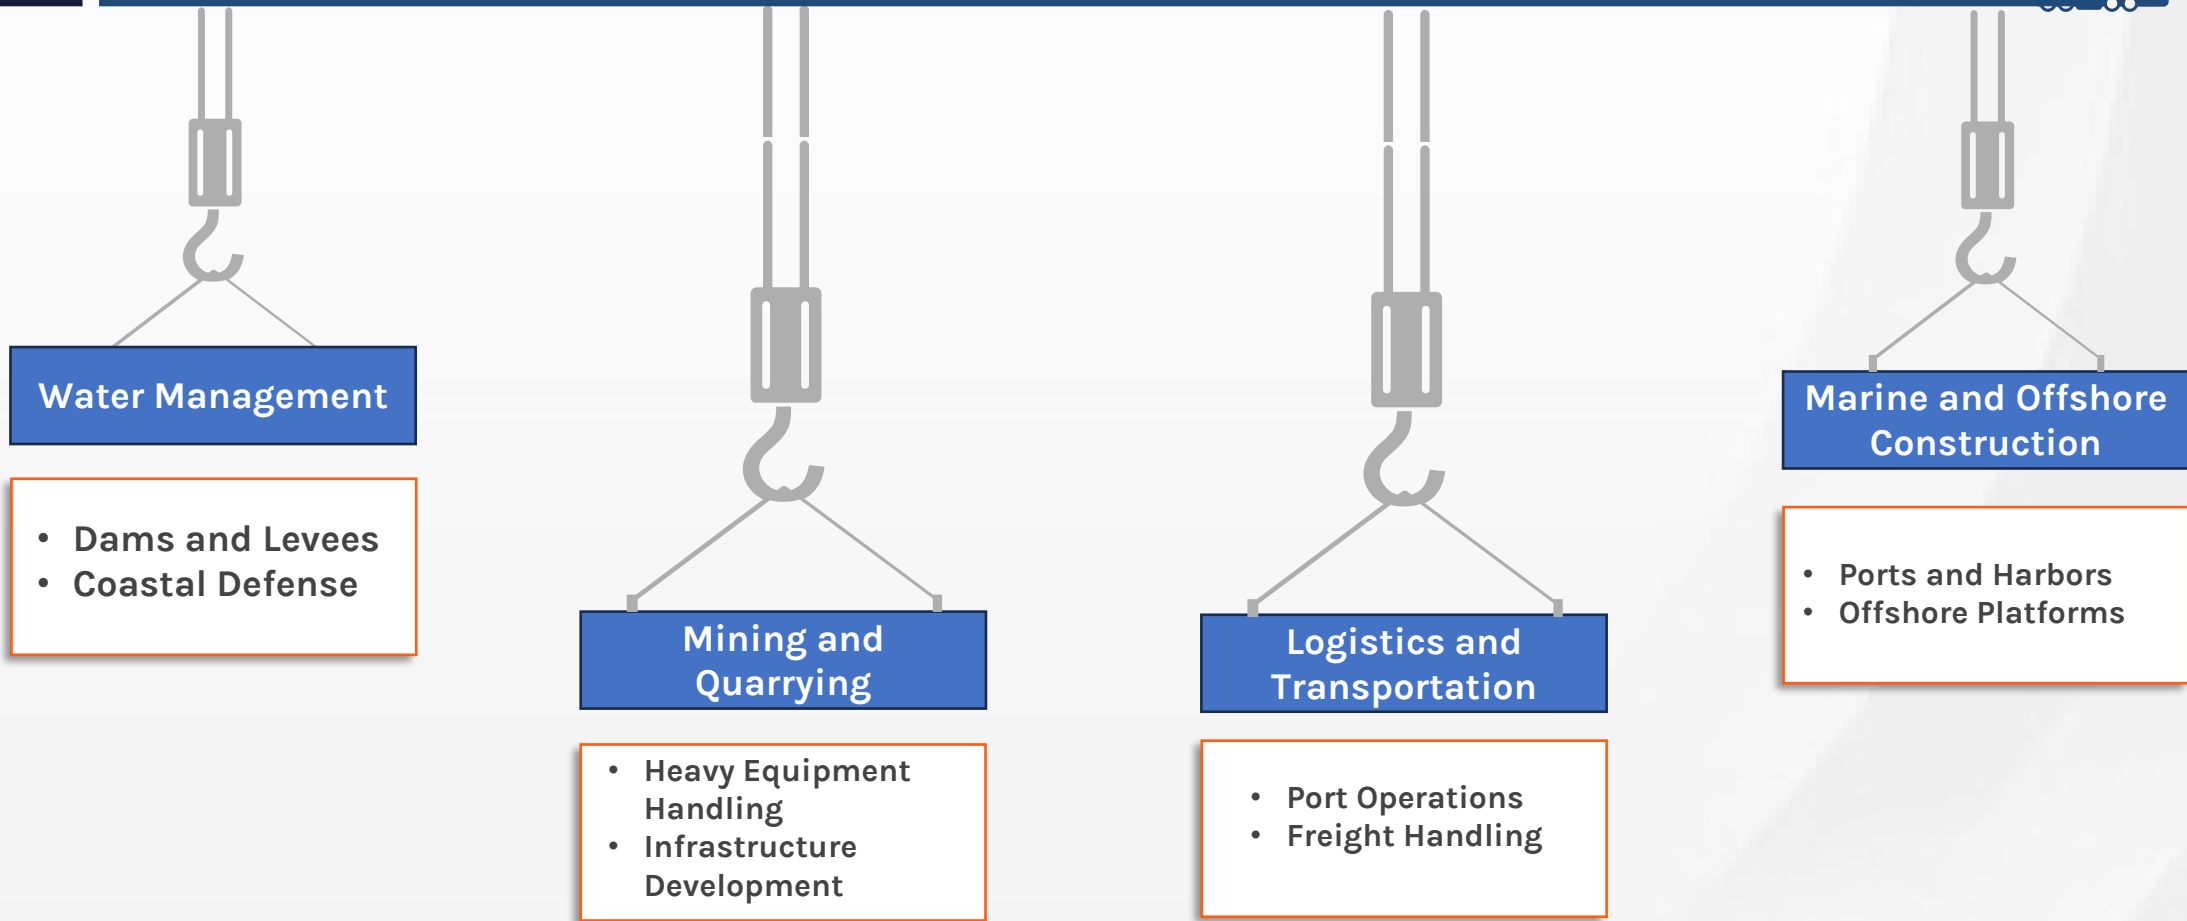 Water Management
• Dams and Levees
• Coastal Defense
Mining and
Quarrying
• Heavy Equipment
Handling
• Infrastructure
Development
Logistics and
Transportation
• Port Operations
• Freight Handling
Marine and Offshore
Construction
• Ports and Harbors
• Offshore Platforms